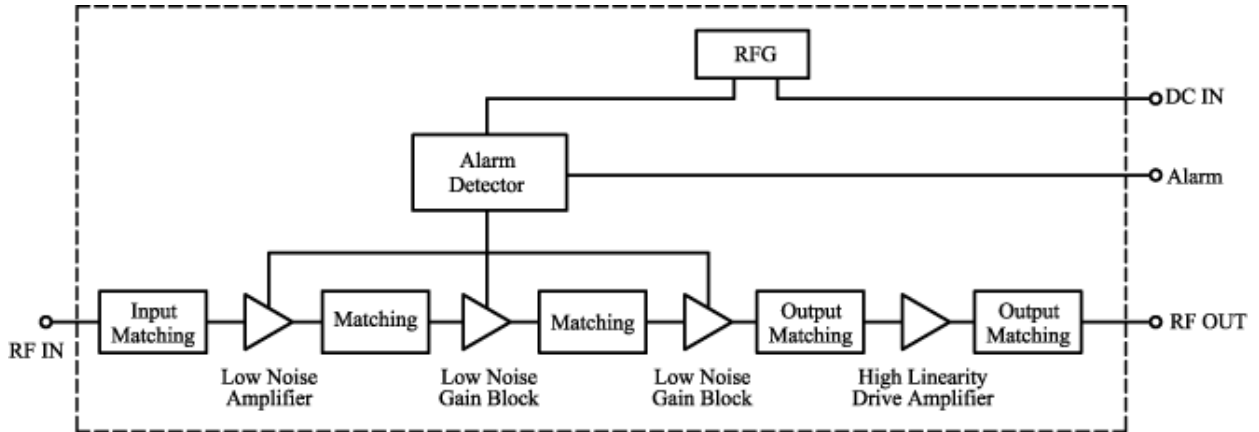 RFG
DC IN
Alarm
Detector
Alarm
Input
Matching
Matching
Matching
Output
Matching
Output
Matching
RF IN
RF OUT
Low Noise
Amplifier
Low Noise
Gain Block
Low Noise
Gain Block
High Linearity
Drive Amplifier